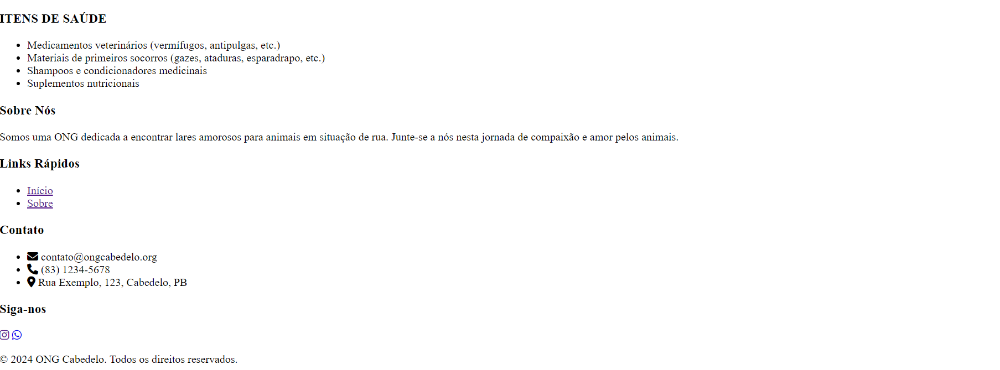 ITENS DE SAÚDE
Medicamentos veterinários (vermífugos, antipulgas, etc.)
Materiais de primeiros socorros (gazes, ataduras, esparadrapo, etc.)
Shampoos e condicionadores medicinais
Suplementos nutricionais
Sobre Nós
Somos uma ONG dedicada a encontrar lares amorosos para animais em situação de rua. Junte-se a nós nesta jornada de compaixão e amor pelos animais.
Links Rápidos
Início
Sobre
Contato
contato@ongcabedelo.org
(83) 1234-5678
Rua Exemplo, 123, Cabedelo, PB
Siga-nos
© 2024 ONG Cabedelo. Todos os direitos reservados.